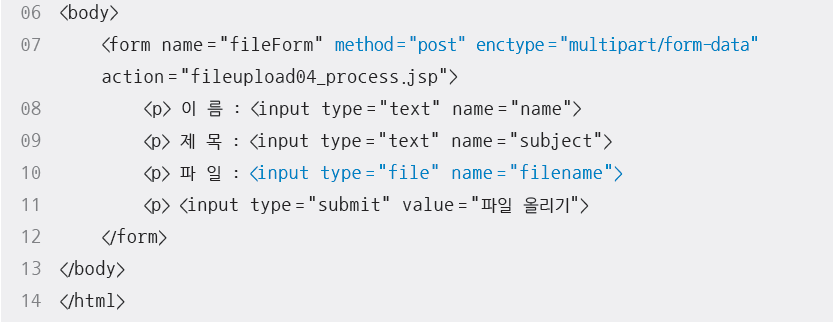 06 <body>
07 <form name="fileForm" method="post" enctype="multipart/form-data"
action="fileupload04_process.jsp">
08 <p> 이 름 : <input type="text" name="name">
09 <p> 제 목 : <input type="text" name="subject">
10 <p> 파 일 : <input type="file" name="filename">
11 <p> <input type="submit" value="파일 올리기">
12 </form>
13 </body>
14 </html>